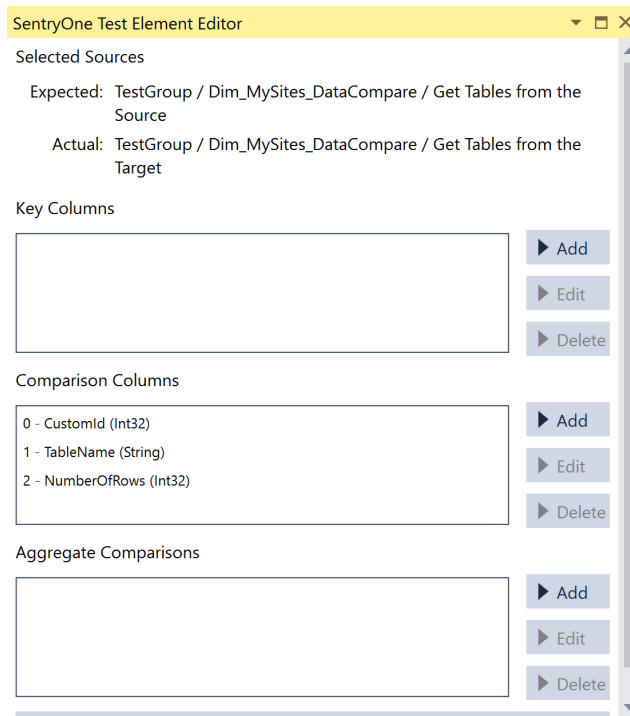 SentryOne Test Element Editor
Selected Sources
Expected: TestGroup / Dim_MySites_DataCompare / Get Tables from the
Source
Actual: TestGroup / Dim_MySites_DataCompare / Get Tables from the
Target
Key Columns
Add
Edit
Delete
Comparison Columns
0 - CustomId (Int32)
1 - TableName (String)
2 - NumberOfRows (Int32)
Add
Edit
Delete
Aggregate Comparisons
Add
Edit
Delete